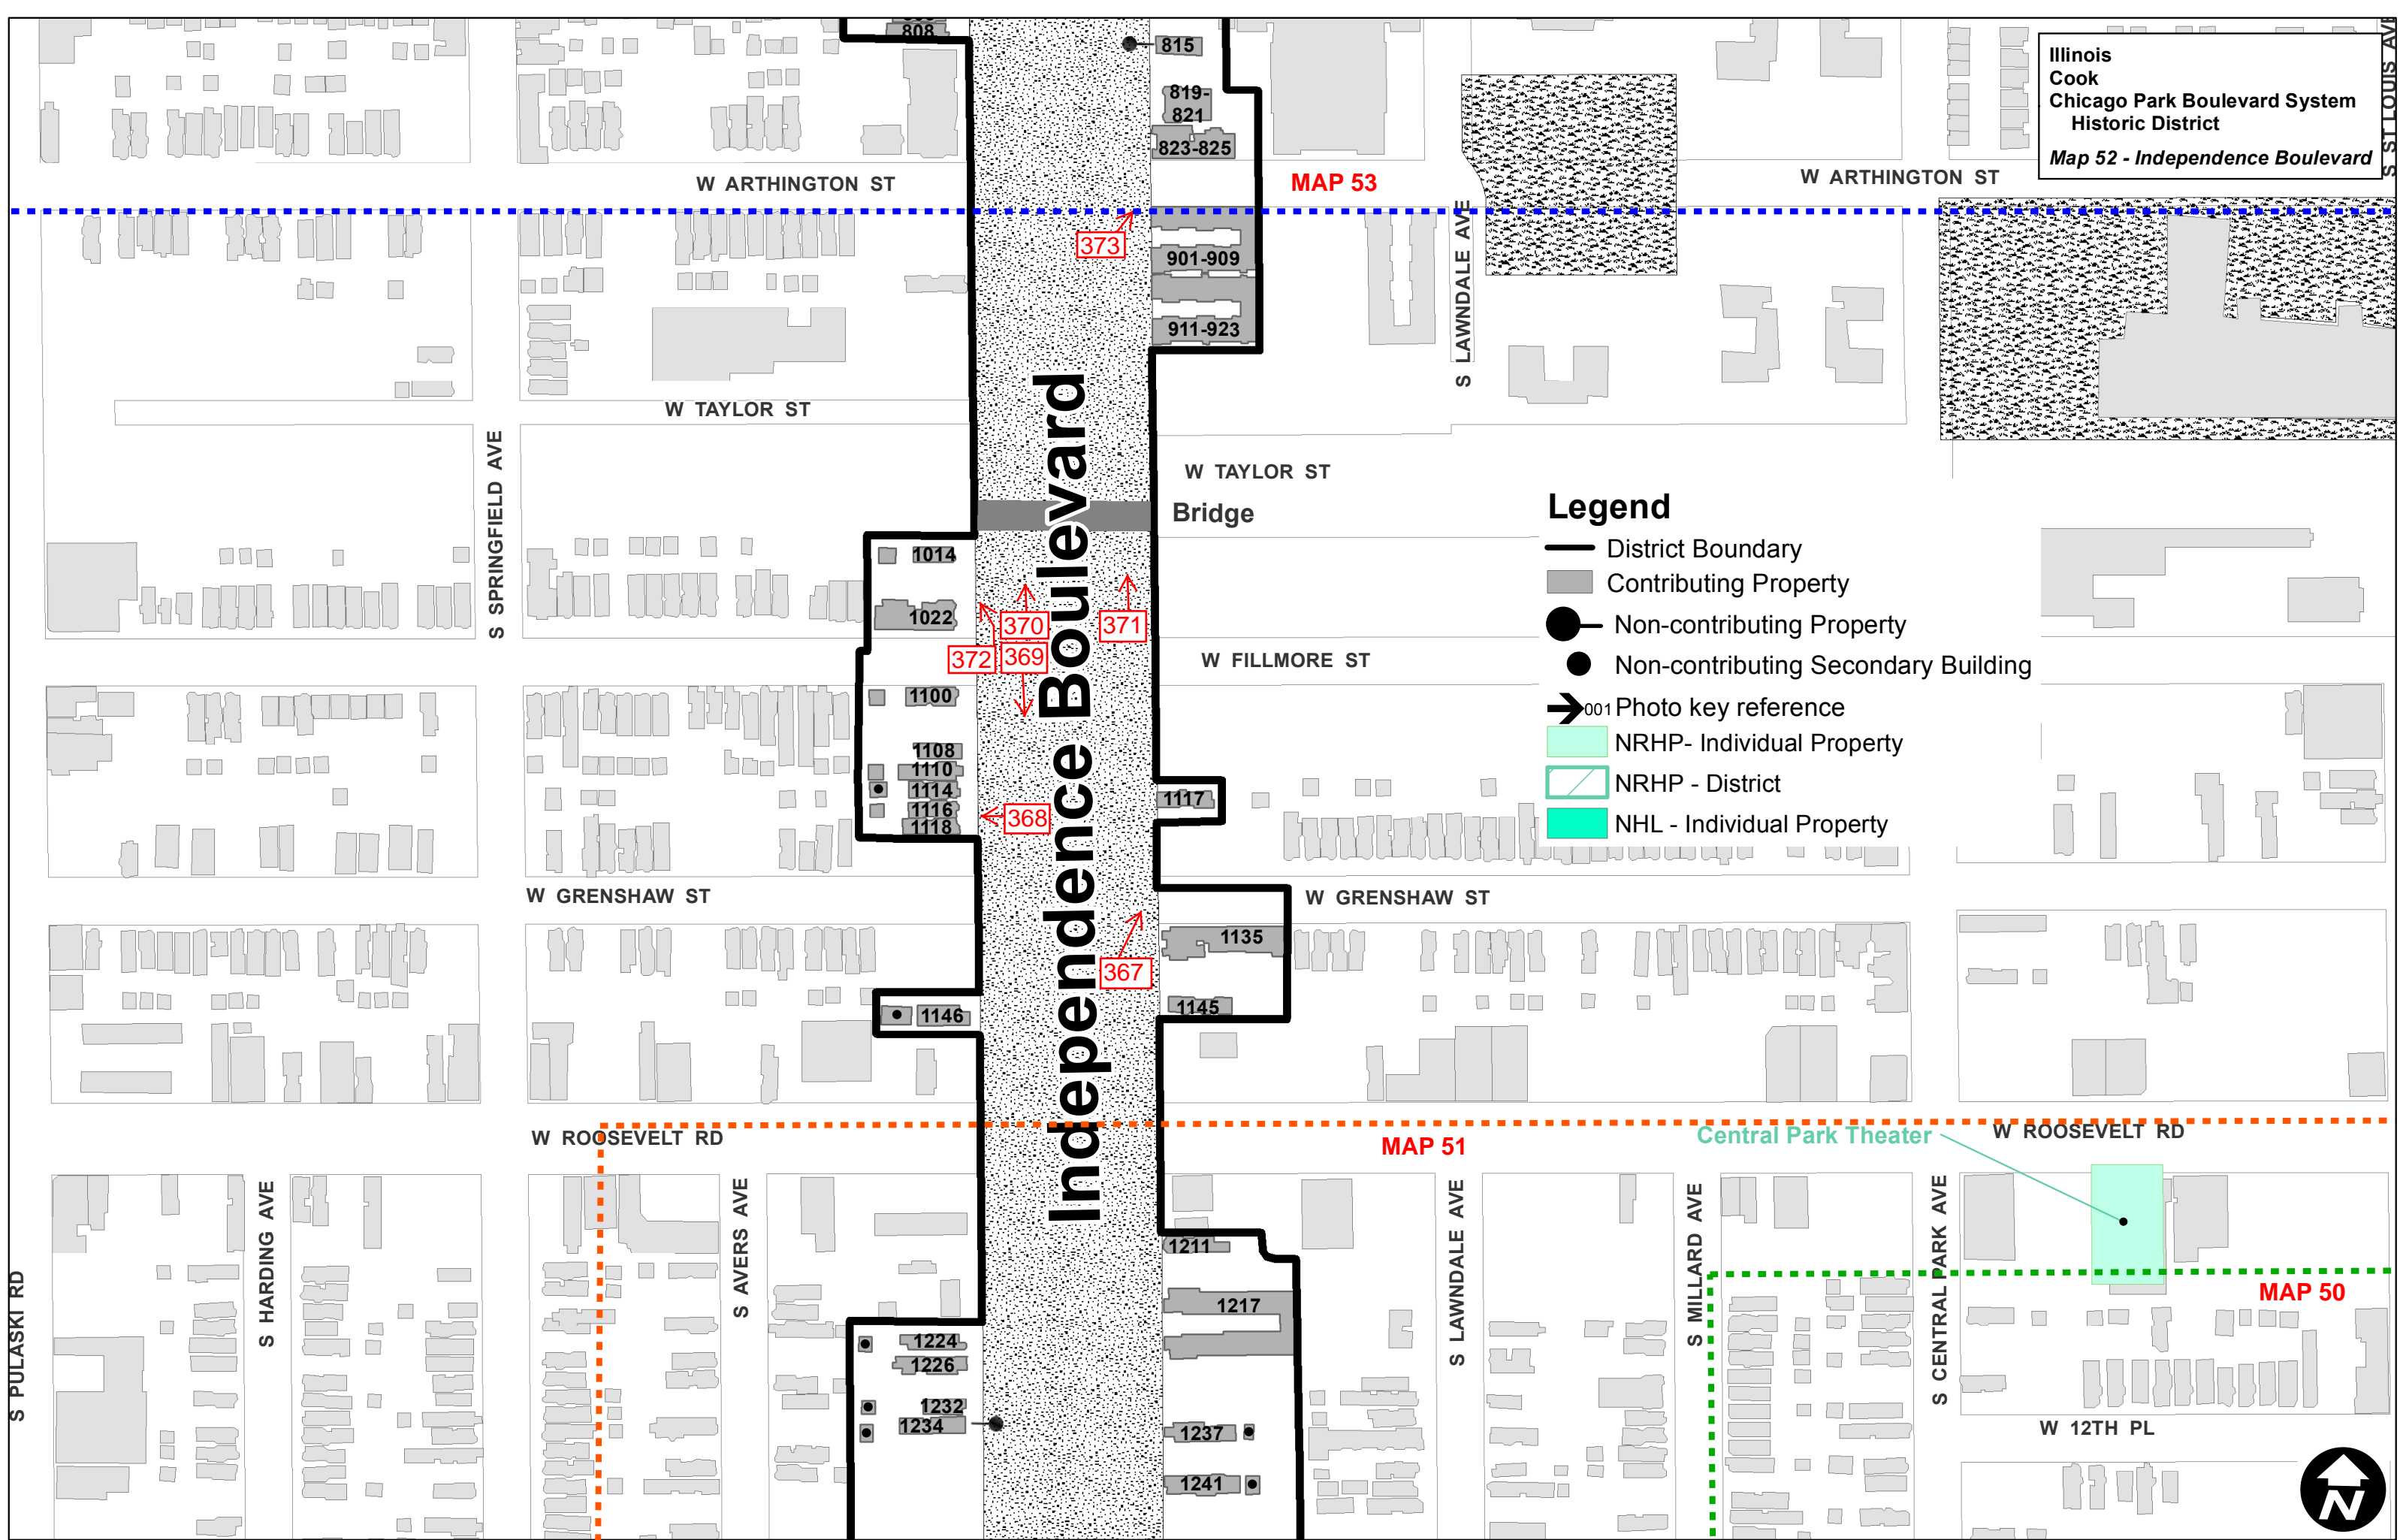 Illinois
Cook
Chicago Park Boulevard System
Historic District
Map 52 - Independence Boulevard
S ST LOUIS AVE
808
815
819-
821
823-825
W ARTHINGTON ST
MAP 53
W ARTHINGTON ST
373
901-909
911-923
S LAWNDALE AVE
W TAYLOR ST
W TAYLOR ST
S SPRINGFIELD AVE
Bridge
Independence Boulevard
Legend
District Boundary
Contributing Property
Non-contributing Property
Non-contributing Secondary Building
001 Photo key reference
NRHP- Individual Property
NRHP - District
NHL - Individual Property
1014
1022
370
371
372
369
W FILLMORE ST
1100
1108
1110
1114
1116
1118
368
1117
W GRENSHAW ST
W GRENSHAW ST
1135
367
1145
1146
W ROOSEVELT RD
MAP 51
Central Park Theater
W ROOSEVELT RD
S PULASKI RD
S HARDING AVE
S AVERS AVE
S LAWNDALE AVE
S MILLARD AVE
S CENTRAL PARK AVE
1211
1217
MAP 50
1224
1226
1232
1234
1237
1241
W 12TH PL
N